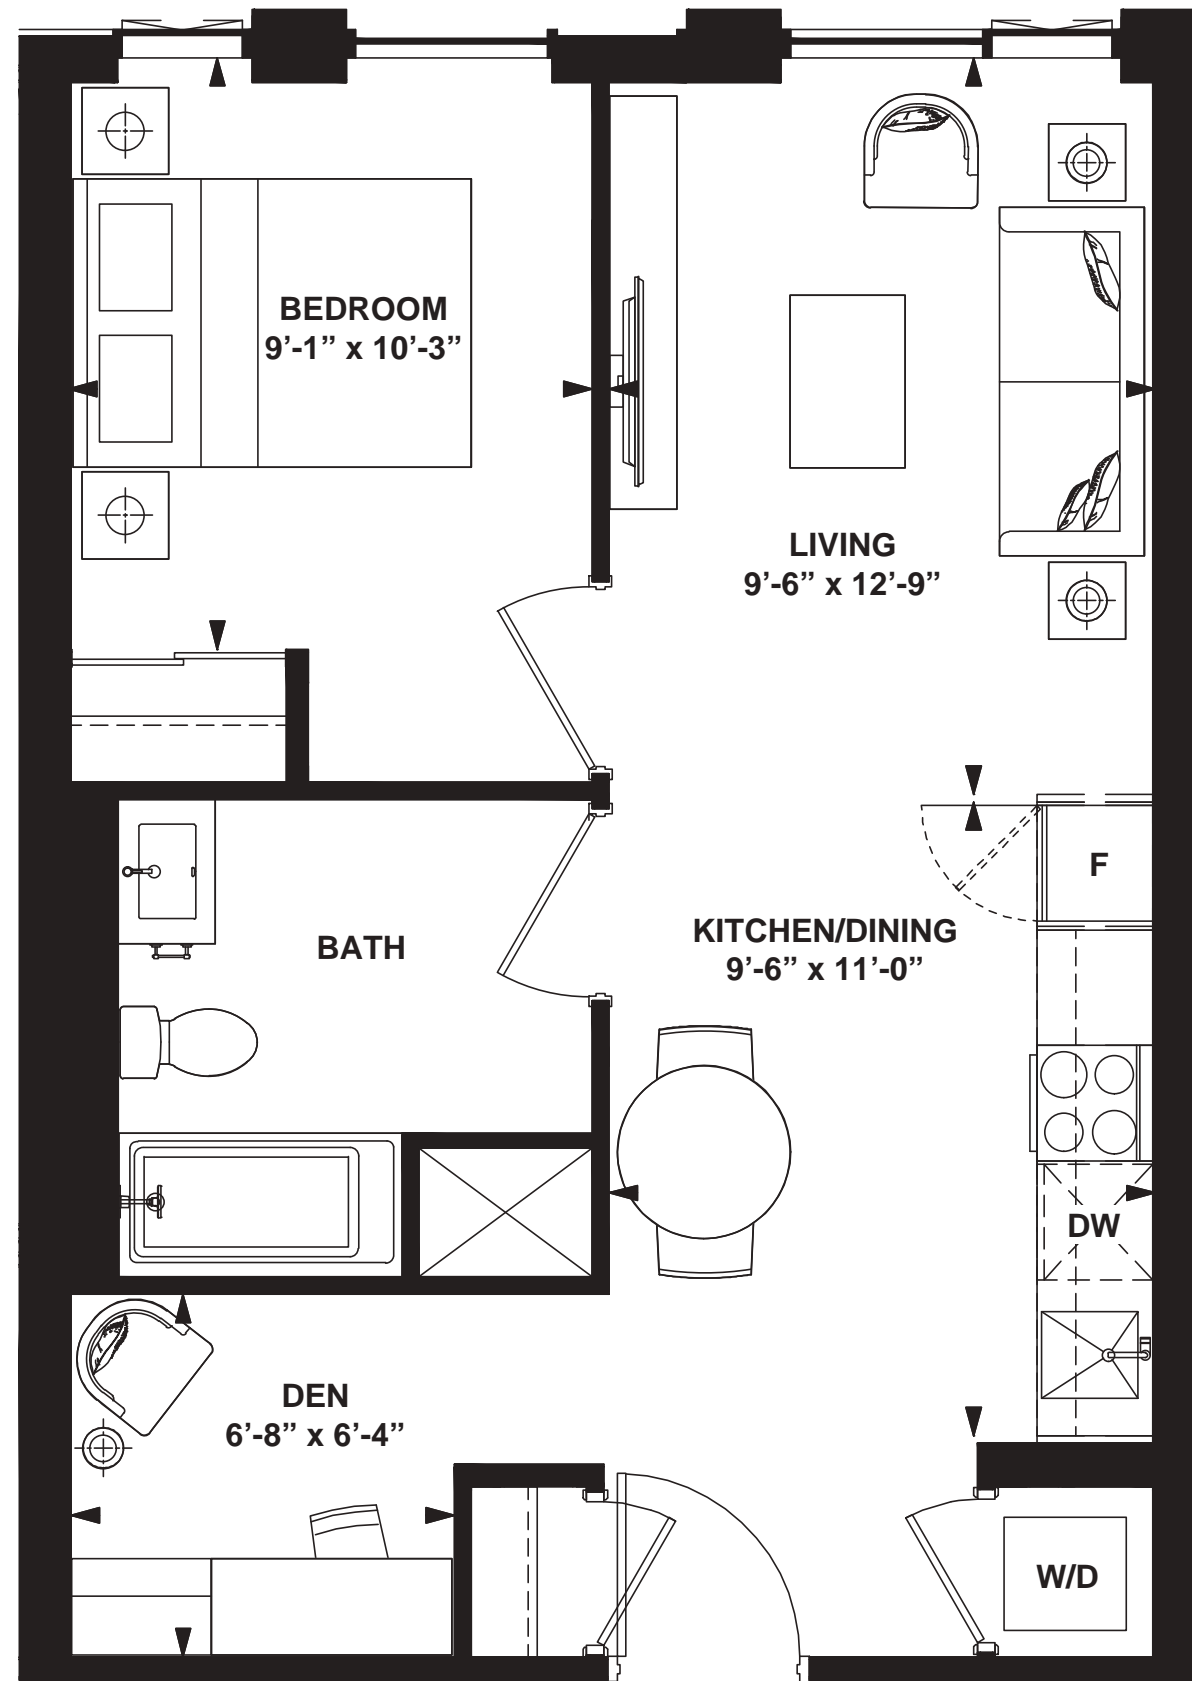 BEDROOM
9’-1” x 10’-3”
LIVING
9’-6” x 12’-9”
F
KITCHEN/DINING
9’-6” x 11’-0”
BATH
DW
DEN
6’-8” x 6’-4”
W/D